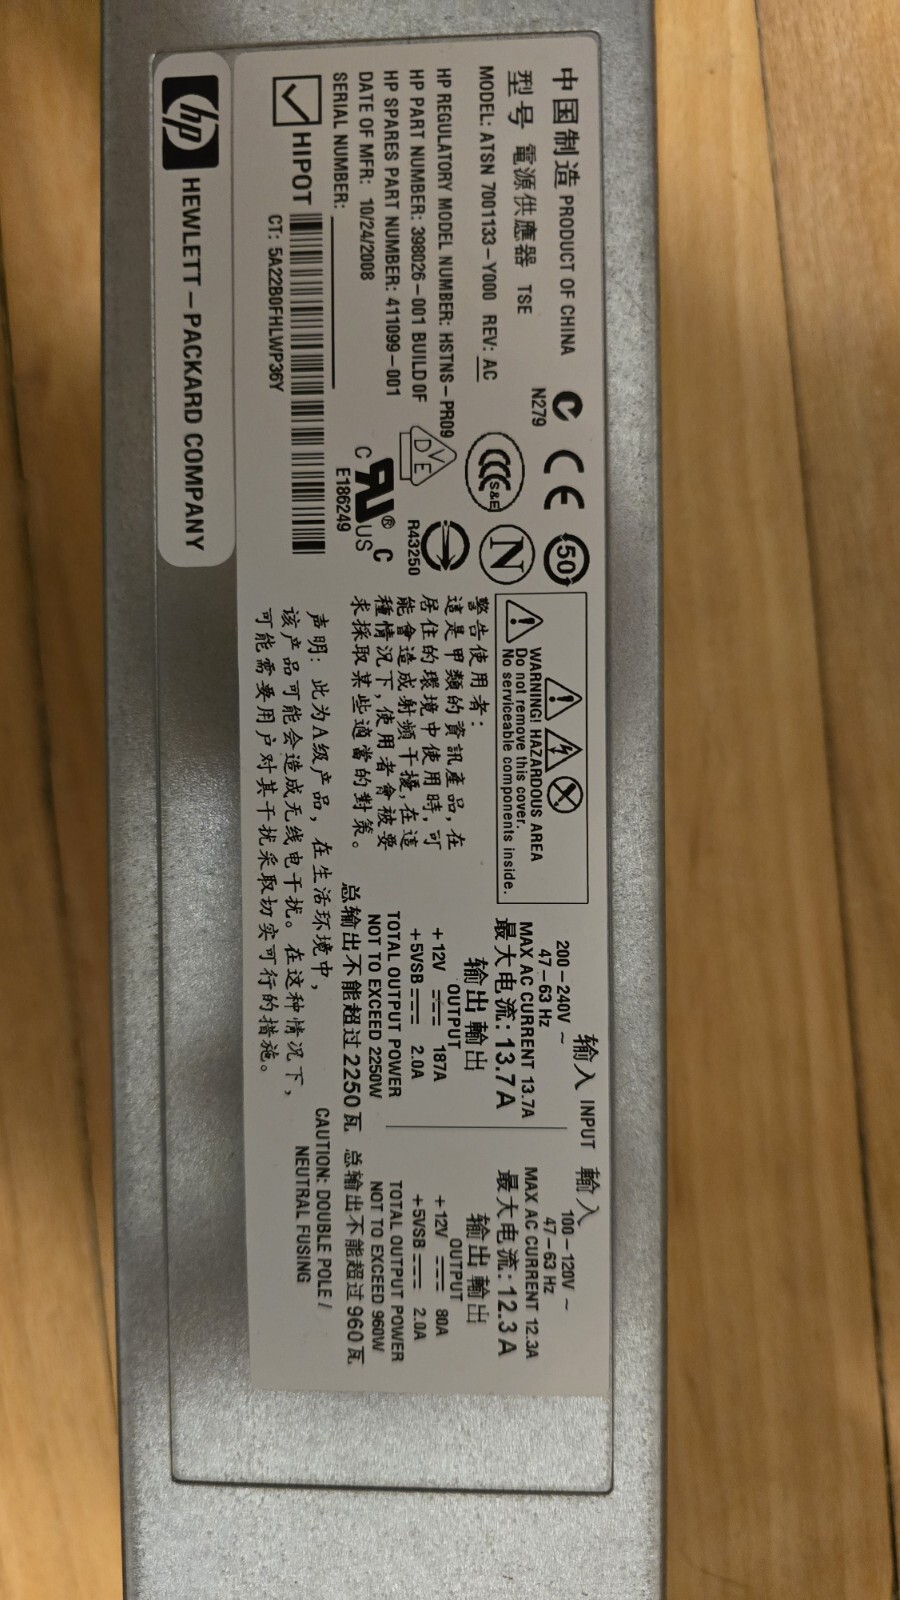 中国制造 PRODUCT OF CHINA
型号 電源供應器 TSE
MODEL: ATSN 7001133-Y000 REV: AC
HP REGULATORY MODEL NUMBER: HSTNS-PR09
HP PART NUMBER: 398026-001 BUILD OF
HP SPARES PART NUMBER: 411099-001
DATE OF MFR: 10/24/2008
SERIAL NUMBER:
HIPOT
CT: 5A22B0FHLWP36Y
hp HEWLETT-PACKARD COMPANY
N279
CE
50
CCC S&E
N
DVE
R43250
C RU® US
C
E186249
WARNING! HAZARDOUS AREA
Do not remove this cover.
No serviceable components inside.
警告使用者:
這是甲類的資訊產品,在
居住的環境中使用時,可
能會造成射頻干擾,在這
種情況下,使用者會被要
求採取某些適當的對策。
声明: 此为A级产品, 在生活环境中,
该产品可能会造成无线电干扰。在这种情况下,
可能需要用户对其干扰采取切实可行的措施。
输入 INPUT 輸入
200-240V ~
47-63 Hz
MAX AC CURRENT 13.7A
最大电流: 13.7A
输出輸出
OUTPUT
+12V 187A
+5VSB 2.0A
TOTAL OUTPUT POWER
NOT TO EXCEED 2250W
总输出不能超过2250瓦
100-120V ~
47-63 Hz
MAX AC CURRENT 12.3A
最大电流: 12.3A
输出輸出
OUTPUT
+12V 80A
+5VSB 2.0A
TOTAL OUTPUT POWER
NOT TO EXCEED 960W
总输出不能超过960瓦
CAUTION: DOUBLE POLE /
NEUTRAL FUSING